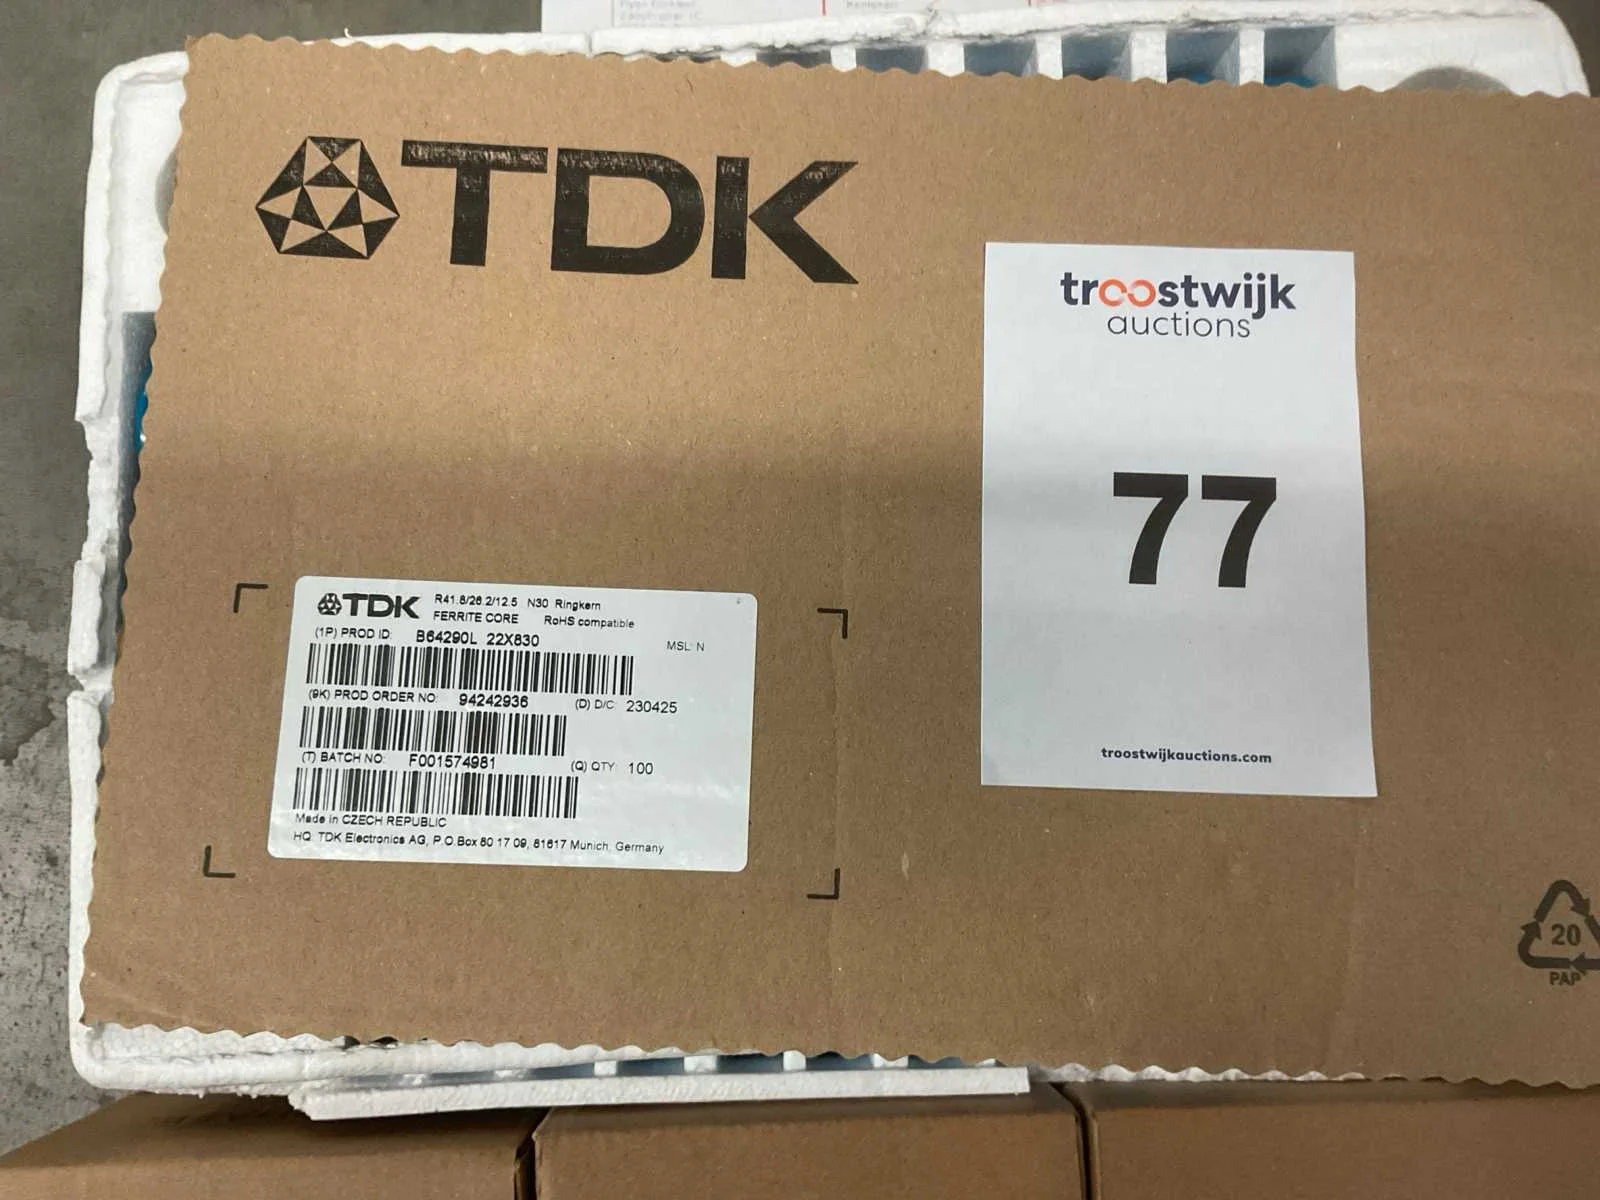 TDK
troostwijk
auctions
77
troostwijkauctions.com
TDK R41.8/26.2/12.5 N30 Ringkern
FERRITE CORE RoHS compatible
(1P) PROD ID: B64290L 22X830
MSL: N
(9K) PROD ORDER NO: 94242936 (D) D/C: 230425
(T) BATCH NO: F001574981 (Q) QTY: 100
Made in CZECH REPUBLIC
HQ: TDK Electronics AG, P.O.Box 80 17 09, 81617 Munich, Germany
20
PAP